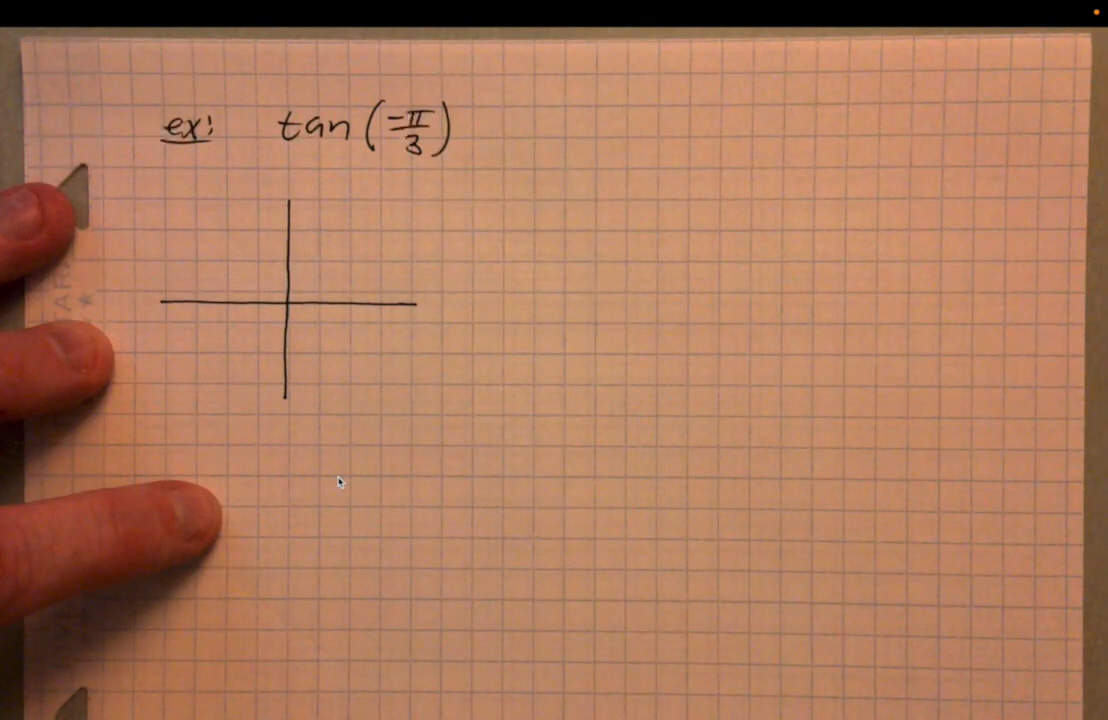 ex: tan (-π/3)